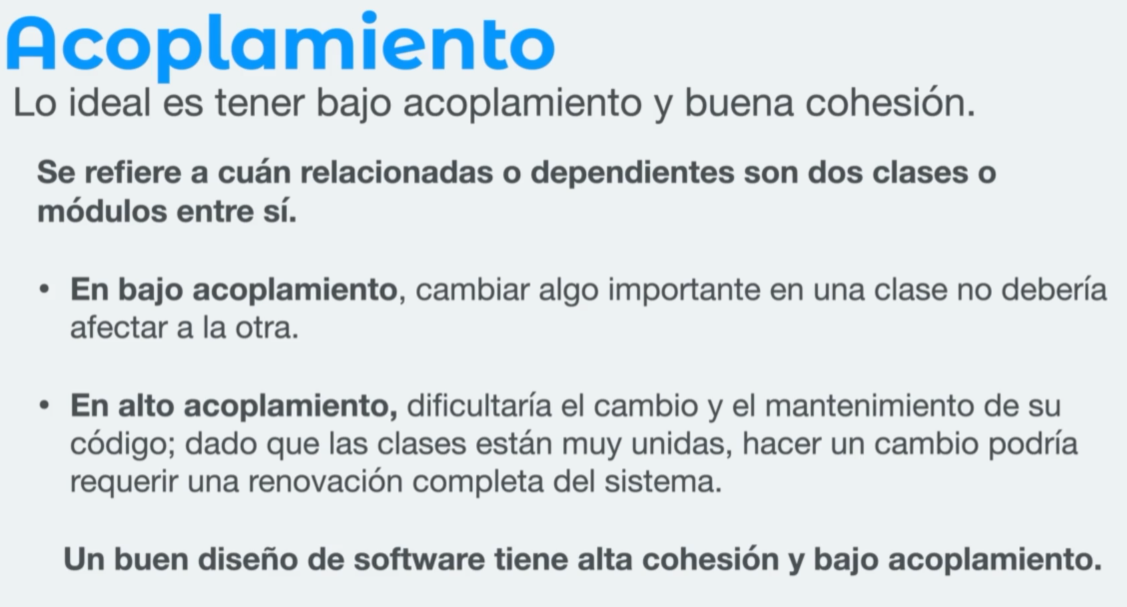 Acoplamiento
Lo ideal es tener bajo acoplamiento y buena cohesión.
Se refiere a cuán relacionadas o dependientes son dos clases o
módulos entre sí.
• En bajo acoplamiento, cambiar algo importante en una clase no debería
afectar a la otra.
• En alto acoplamiento, dificultaría el cambio y el mantenimiento de su
código; dado que las clases están muy unidas, hacer un cambio podría
requerir una renovación completa del sistema.
Un buen diseño de software tiene alta cohesión y bajo acoplamiento.